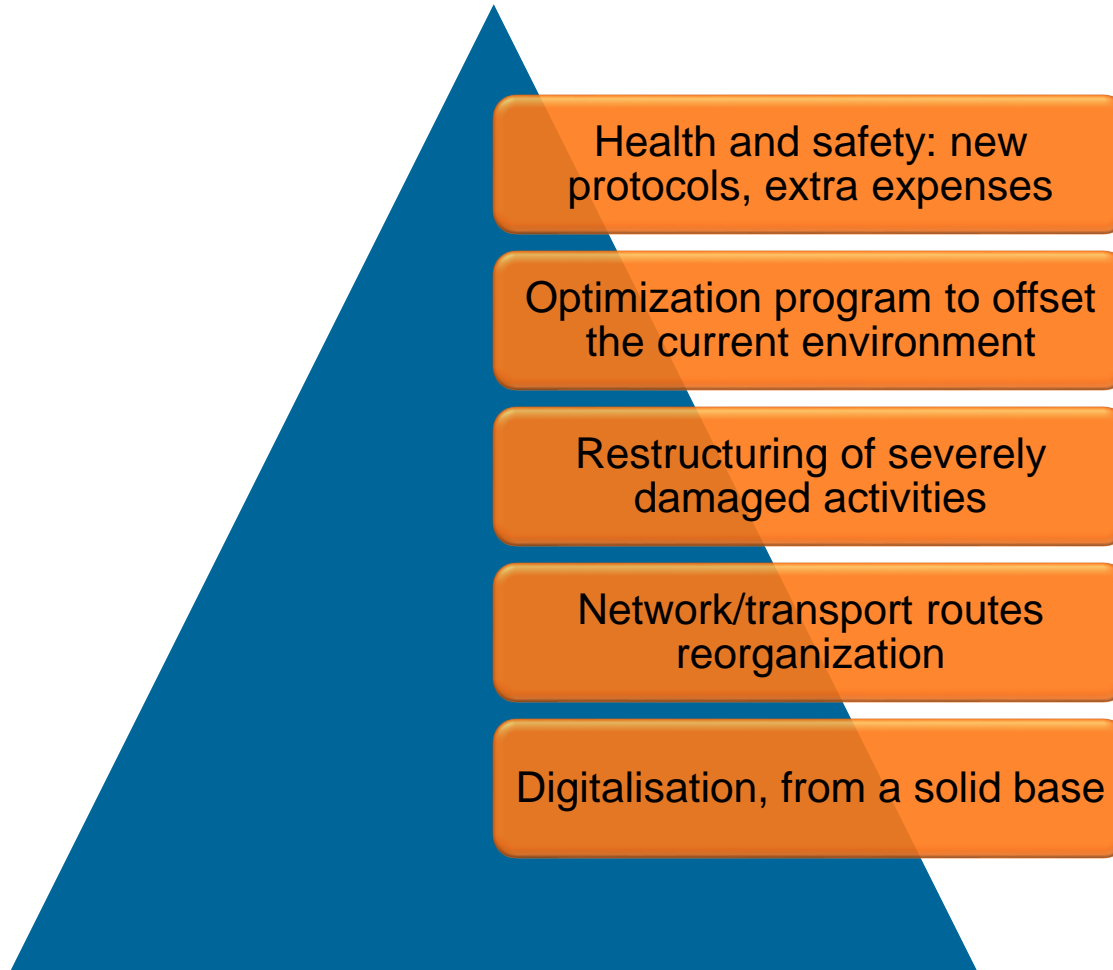 Health and safety: new
protocols, extra expenses
Optimization program to offset
the current environment
Restructuring of severely
damaged activities
Network/transport routes
reorganization
Digitalisation, from a solid base